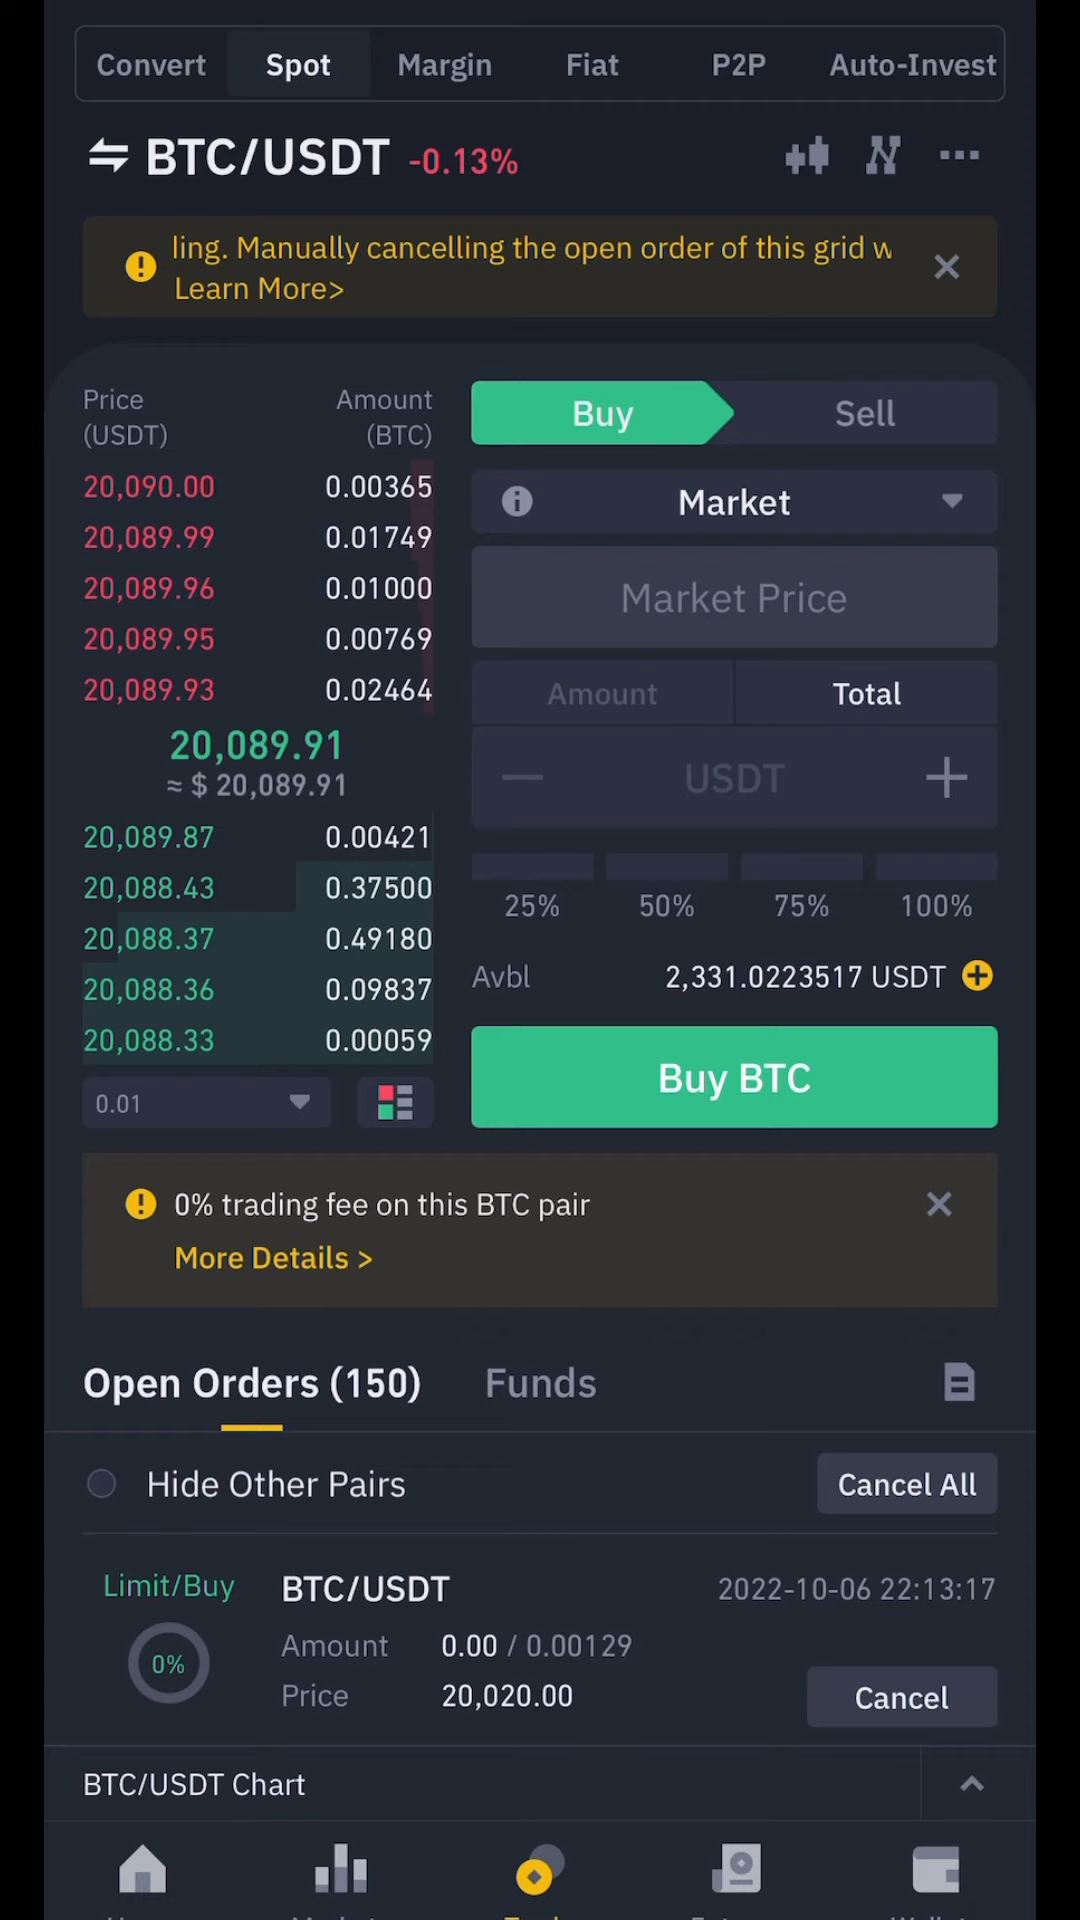 Convert Spot Margin Fiat P2P Auto-Invest
BTC/USDT -0.13%
ling. Manually cancelling the open order of this grid w
Learn More>
Price Amount
(USDT) (BTC)
20,090.00 0.00365
20,089.99 0.01749
20,089.96 0.01000
20,089.95 0.00769
20,089.93 0.02464
20,089.91
≈ $ 20,089.91
20,089.87 0.00421
20,088.43 0.37500
20,088.37 0.49180
20,088.36 0.09837
20,088.33 0.00059
0.01
Buy Sell
Market
Market Price
Amount Total
USDT
25% 50% 75% 100%
Avbl 2,331.0223517 USDT
Buy BTC
0% trading fee on this BTC pair
More Details >
Open Orders (150) Funds
Hide Other Pairs Cancel All
Limit/Buy BTC/USDT 2022-10-06 22:13:17
0% Amount 0.00 / 0.00129
Price 20,020.00 Cancel
BTC/USDT Chart